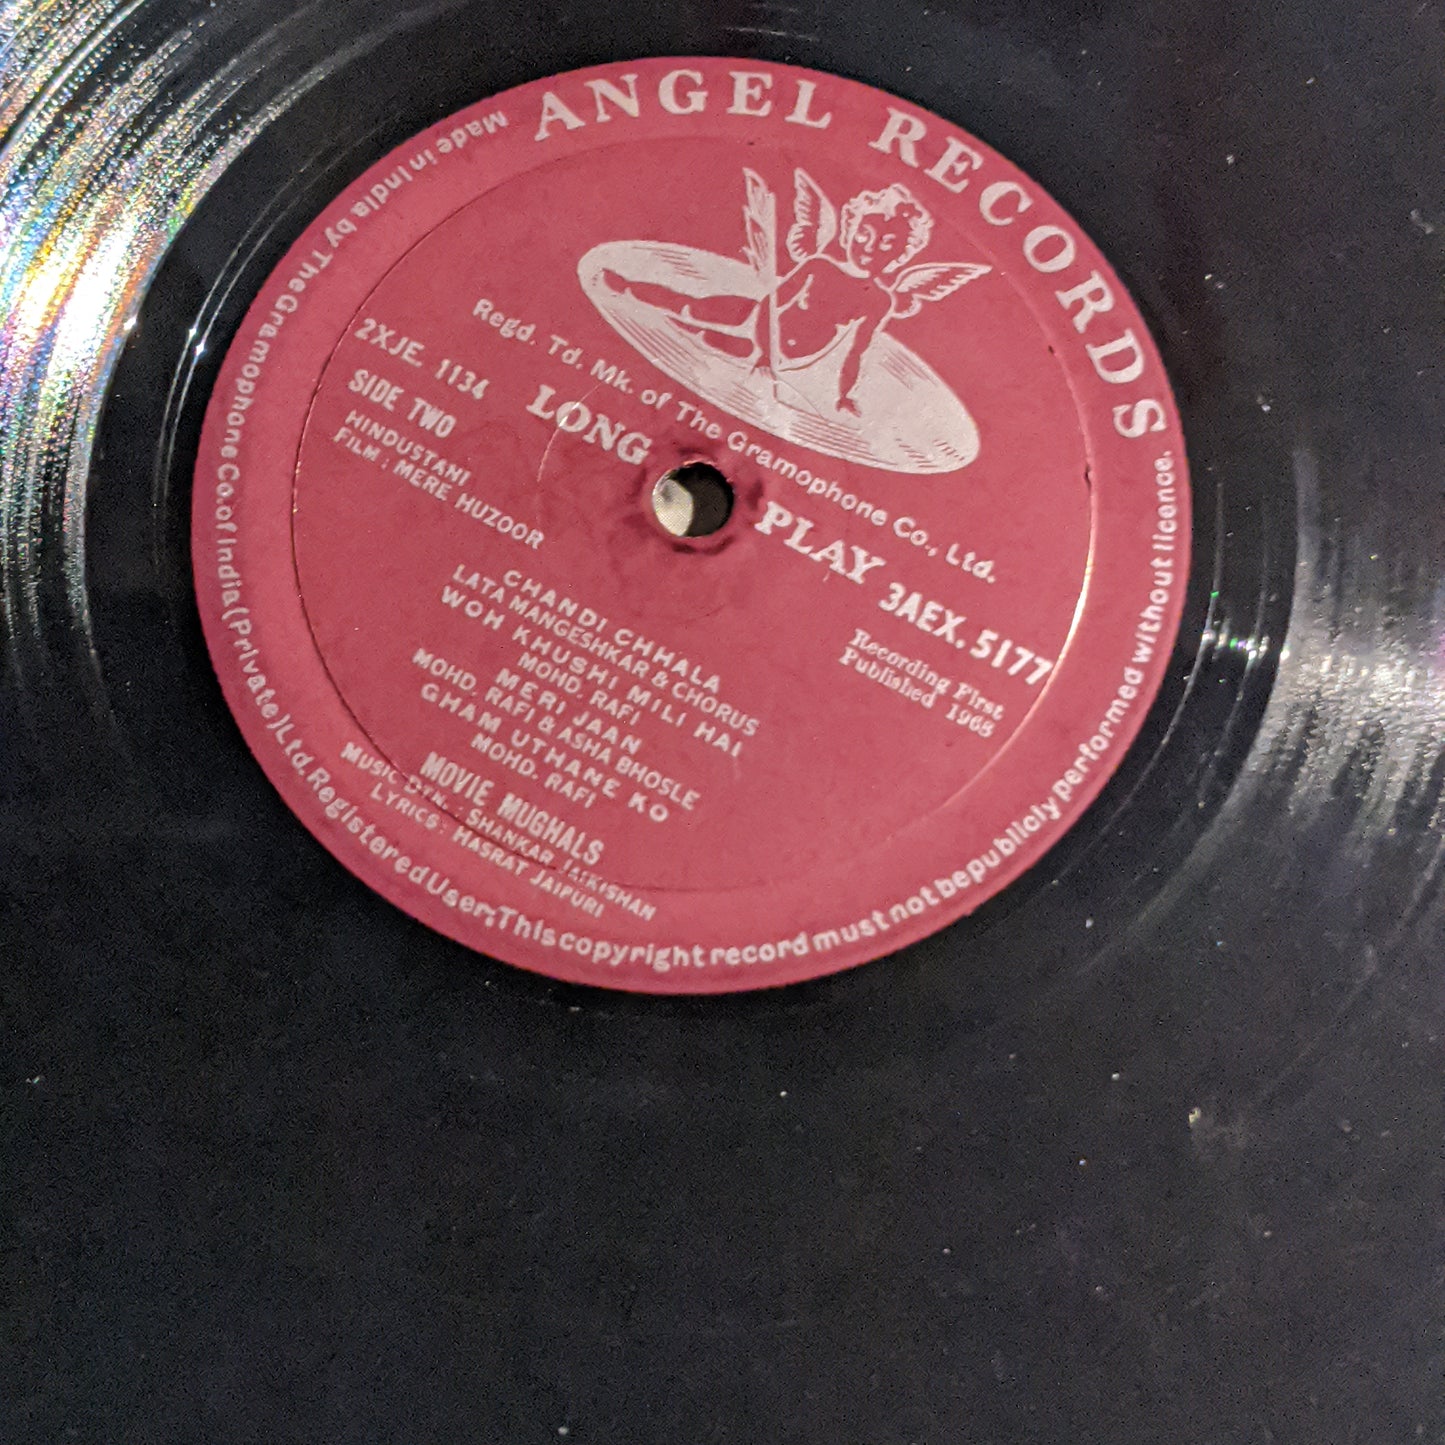 ANGEL RECORDS
Regd. Td. Mk. of The Gramophone Co., Ltd.
LONG PLAY
2XJE. 1134
SIDE TWO
3AEX. 5177
HINDUSTANI
FILM : MERE HUZOOR
Recording First
Published 1968
CHANDI CHHALA
LATA MANGESHKAR & CHORUS
WOH KHUSHI MILI HAI
MOHD. RAFI
MERI JAAN
MOHD. RAFI & ASHA BHOSLE
GHAM UTHANE KO
MOHD. RAFI
MOVIE MUGHALS
MUSIC DYN. : SHANKAR JAIKISHAN
LYRICS : HASRAT JAIPURI
Made in India by The Gramophone Co. of India (Private) Ltd. Registered User; This copyright record must not be publicly performed without licence.